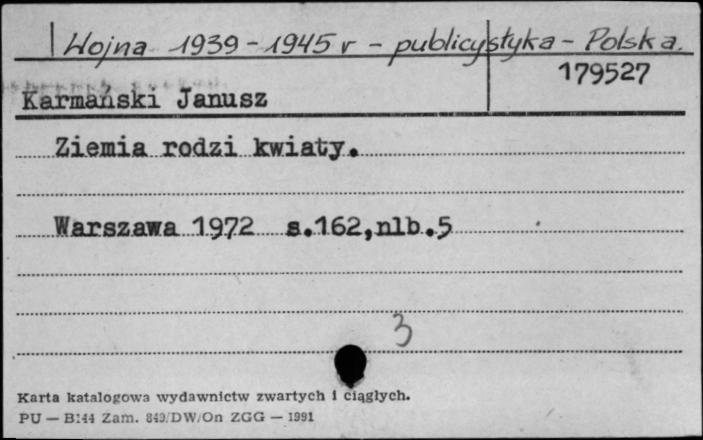 Wojna 1939-1945 r - publicystyka - Polska.
179527
Karmański Janusz
Ziemia rodzi kwiaty.
Warszawa 1972 s.162,nlb.5
3
Karta katalogowa wydawnictw zwartych i ciągłych.
PU — B144 Zam. 849/DW/On ZGG — 1991